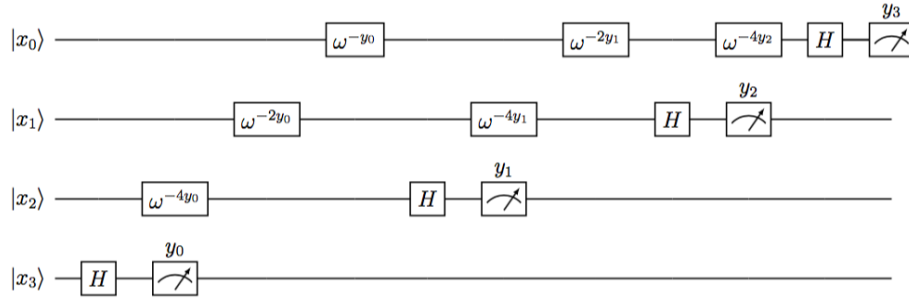 y₃
|x₀⟩ ω^{-y₀} ω^{-2y₁} ω^{-4y₂} H
y₂
|x₁⟩ ω^{-2y₀} ω^{-4y₁} H
y₁
|x₂⟩ ω^{-4y₀} H
y₀
|x₃⟩ H